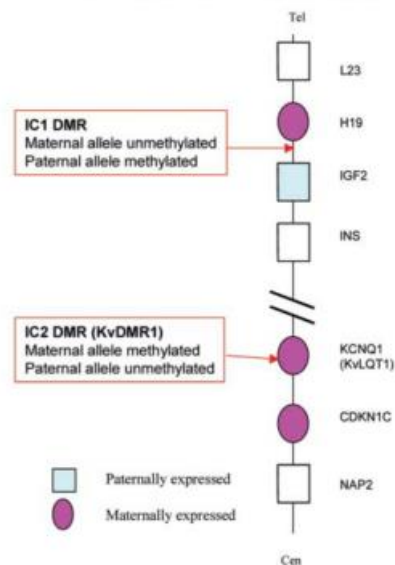 Tel
L23
H19
IC1 DMR
Maternal allele unmethylated
Paternal allele methylated
IGF2
INS
IC2 DMR (KvDMR1)
Maternal allele methylated
Paternal allele unmethylated
KCNQ1
(KvLQT1)
CDKN1C
NAP2
Paternally expressed
Maternally expressed
Cen